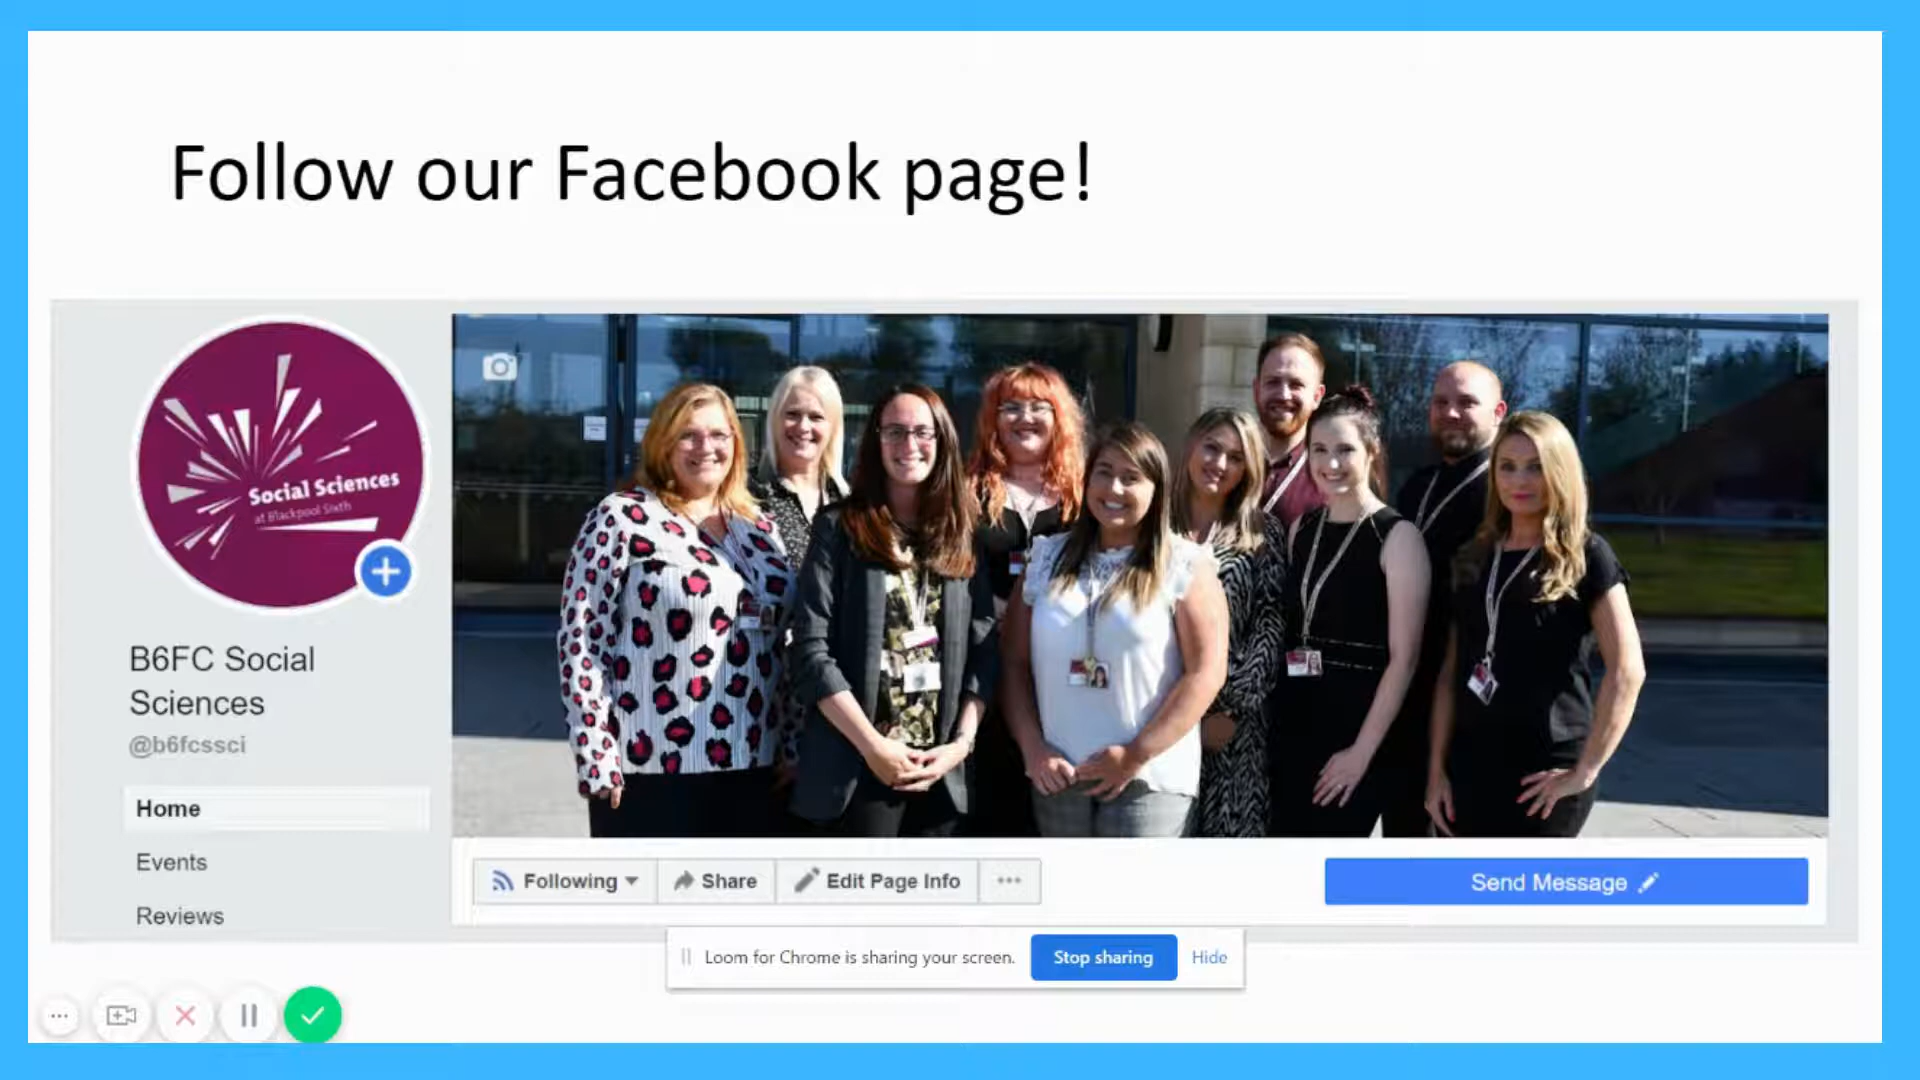 Follow our Facebook page!
Social Sciences
at Blackpool Sixth
B6FC Social
Sciences
@b6fcssci
Home
Events
Reviews
Following
Share
Edit Page Info
Send Message
Loom for Chrome is sharing your screen.
Stop sharing
Hide